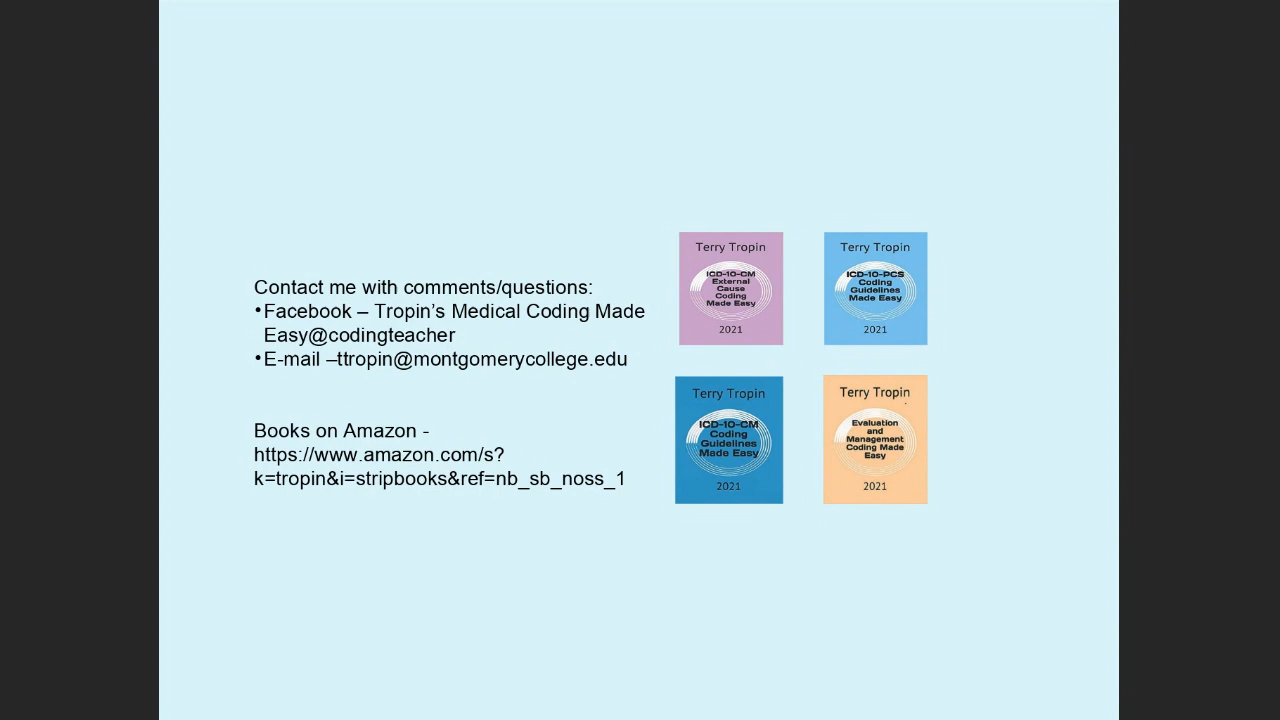 Contact me with comments/questions:
•Facebook – Tropin’s Medical Coding Made
Easy@codingteacher
•E-mail –ttropin@montgomerycollege.edu
Books on Amazon -
https://www.amazon.com/s?
k=tropin&i=stripbooks&ref=nb_sb_noss_1
Terry Tropin
ICD-10-CM
External
Cause
Coding
Made Easy
2021
Terry Tropin
ICD-10-PCS
Coding
Guidelines
Made Easy
2021
Terry Tropin
ICD-10-CM
Coding
Guidelines
Made Easy
2021
Terry Tropin
Evaluation
and
Management
Coding Made
Easy
2021